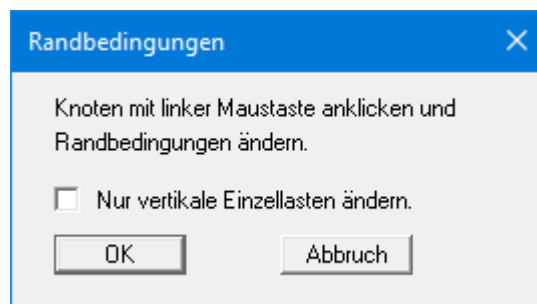 Randbedingungen
Knoten mit linker Maustaste anklicken und
Randbedingungen ändern.
Nur vertikale Einzellasten ändern.
OK Abbruch